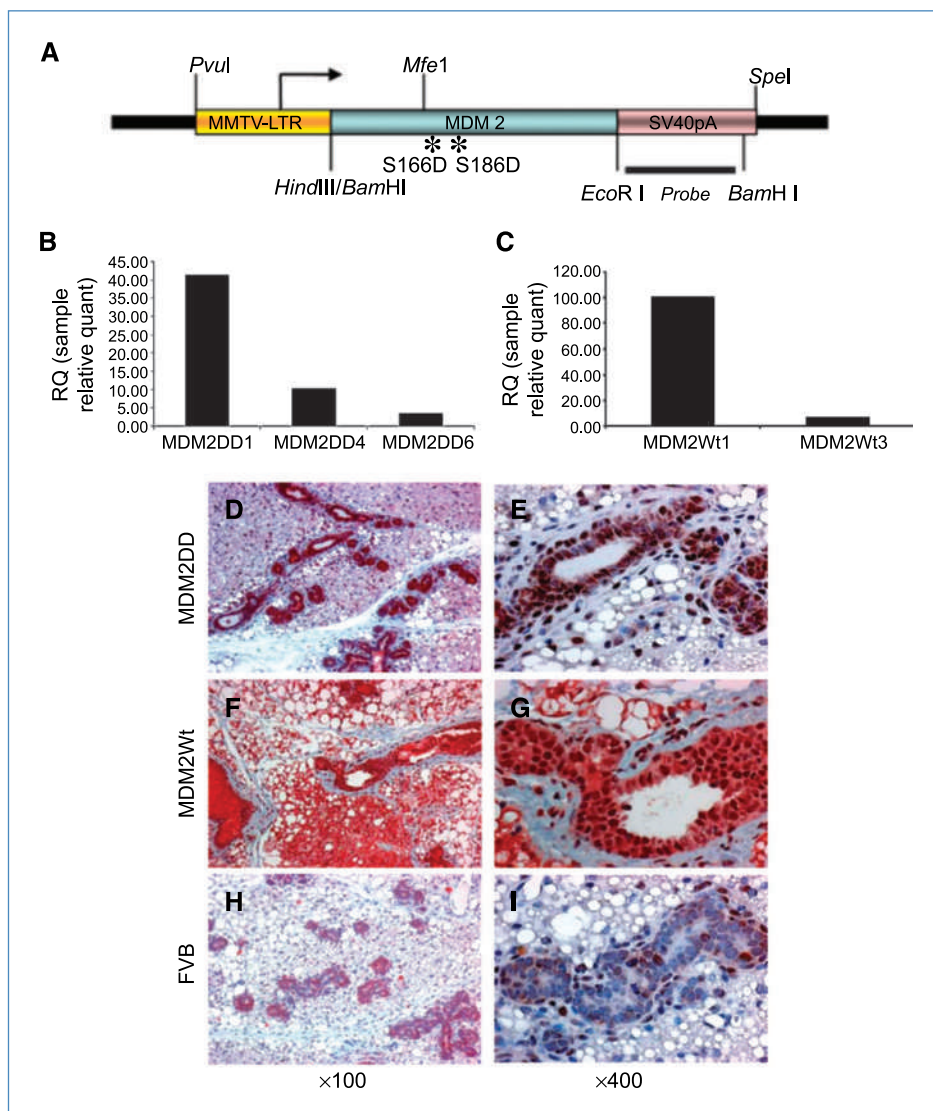 A
PvuI
Mfe1
SpeI
MMTV-LTR
MDM 2
SV40pA
* *
S166D S186D
HindIII/BamHI
EcoR I
Probe
BamH I
B
RQ (sample
relative quant)
45.00
40.00
35.00
30.00
25.00
20.00
15.00
10.00
5.00
0.00
MDM2DD1
MDM2DD4
MDM2DD6
C
RQ (sample
relative quant)
120.00
100.00
80.00
60.00
40.00
20.00
0.00
MDM2Wt1
MDM2Wt3
MDM2DD
D
E
MDM2Wt
F
G
FVB
H
I
×100
×400